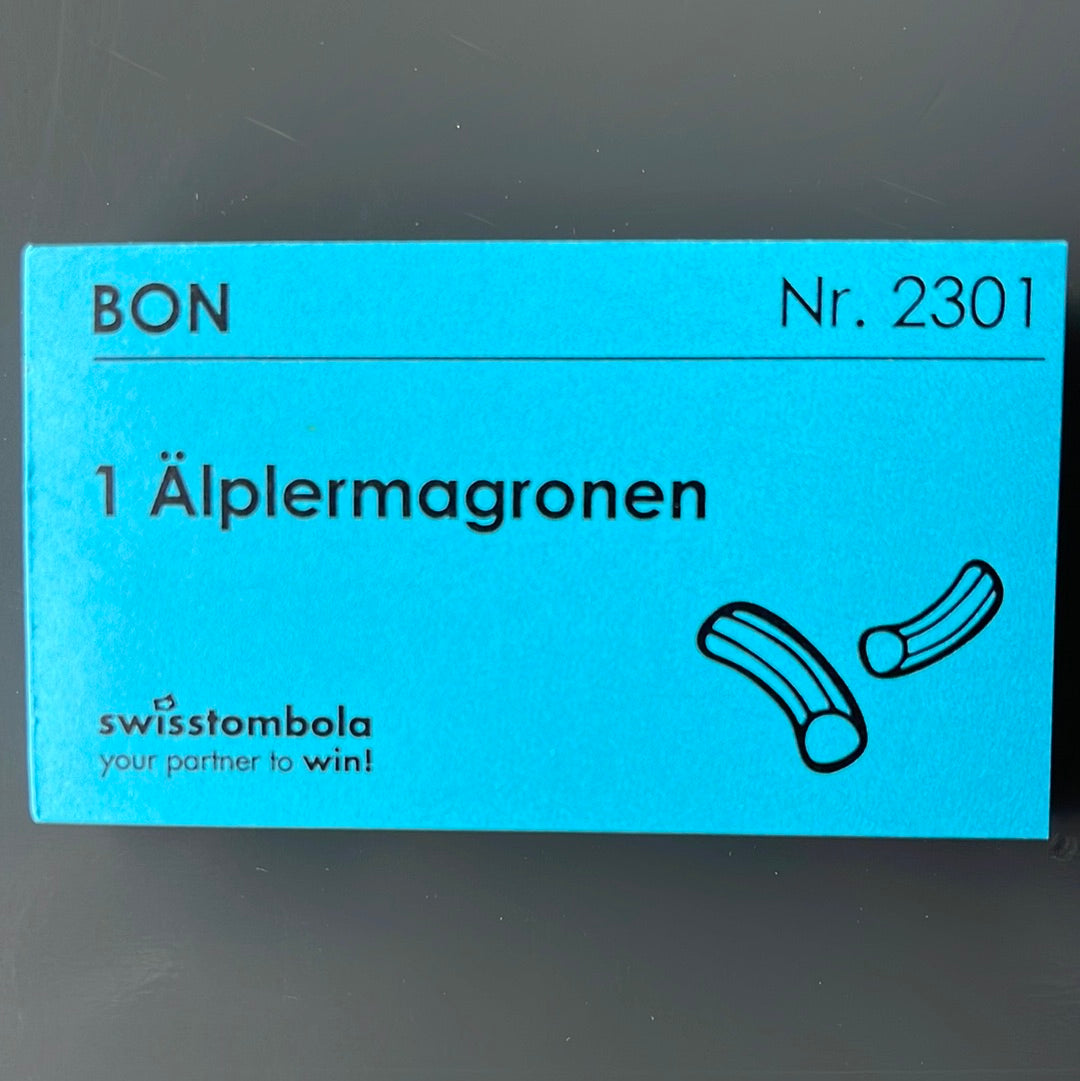 BON
Nr. 2301
1 Älplermagronen
swisstombola
your partner to win!